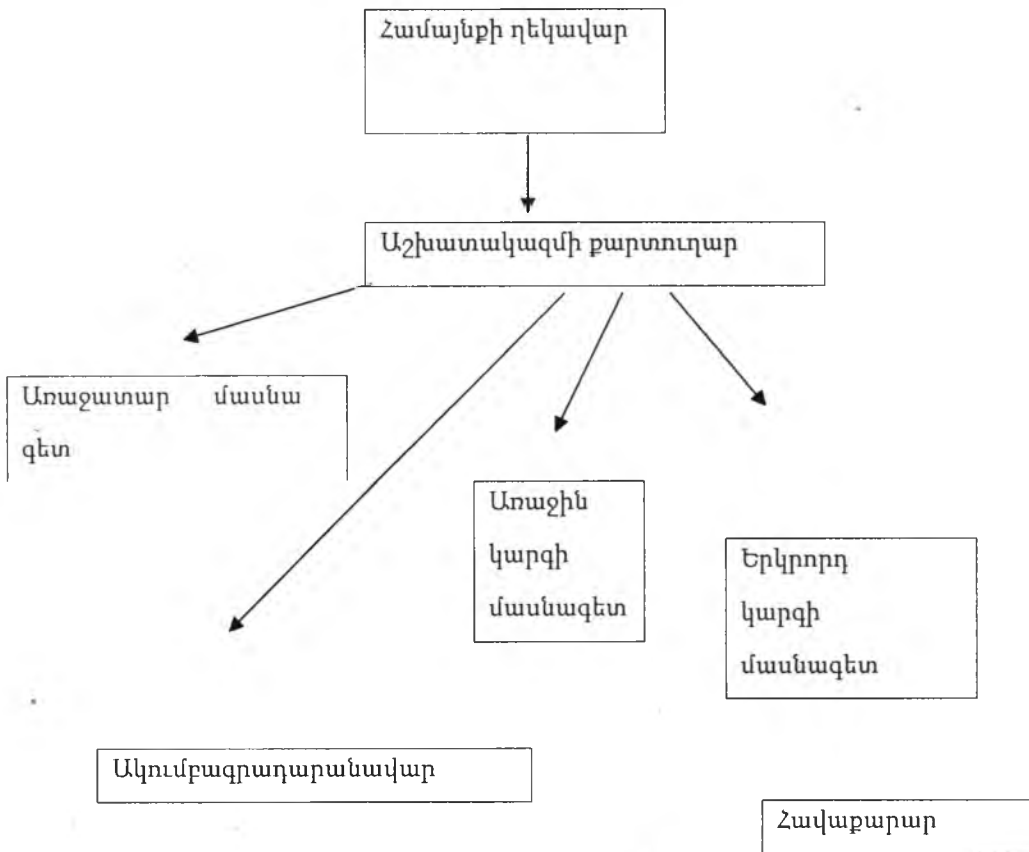 Համայնքի ղեկավար
Աշխատակազմի քարտուղար
Առաջատար մասնա
գետ
Առաջին
կարգի
մասնագետ
Երկրորդ
կարգի
մասնագետ
Ակումբագրադարանավար
Հավաքարար